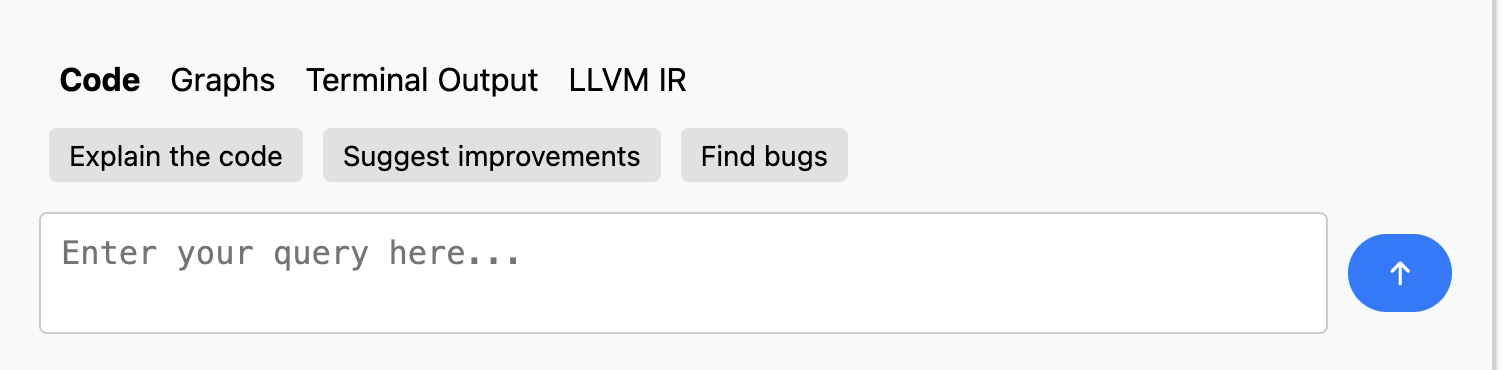 Code Graphs Terminal Output LLVM IR
Explain the code Suggest improvements Find bugs
Enter your query here...